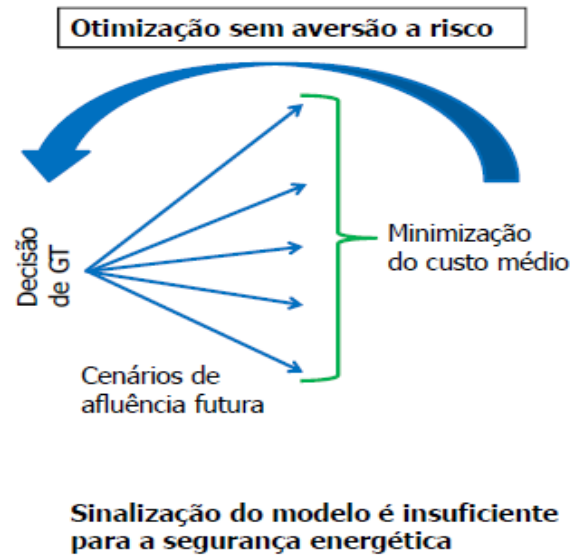 Otimização sem aversão a risco
Decisão
de GT
Minimização
do custo médio
Cenários de
afluência futura
Sinalização do modelo é insuficiente
para a segurança energética